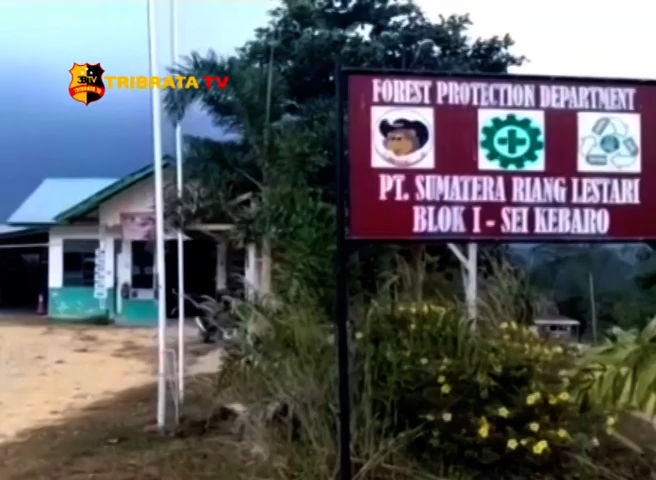 TRIBRATA TV
FOREST PROTECTION DEPARTMENT
PT. SUMATERA RIANG LESTARI
BLOK I - SEI KEBARO